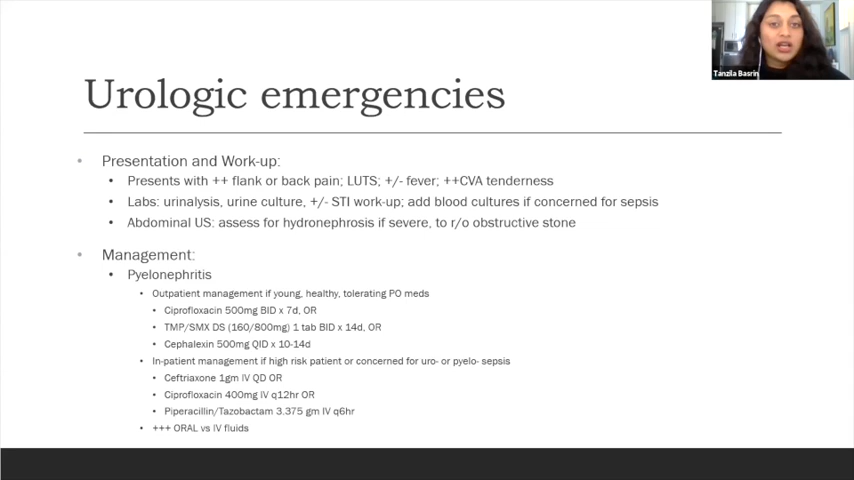 Tanzila Basrin
Urologic emergencies
• Presentation and Work-up:
• Presents with ++ flank or back pain; LUTS; +/- fever; ++CVA tenderness
• Labs: urinalysis, urine culture, +/- STI work-up; add blood cultures if concerned for sepsis
• Abdominal US: assess for hydronephrosis if severe, to r/o obstructive stone
• Management:
• Pyelonephritis
• Outpatient management if young, healthy, tolerating PO meds
• Ciprofloxacin 500mg BID x 7d, OR
• TMP/SMX DS (160/800mg) 1 tab BID x 14d, OR
• Cephalexin 500mg QID x 10-14d
• In-patient management if high risk patient or concerned for uro- or pyelo- sepsis
• Ceftriaxone 1gm IV QD OR
• Ciprofloxacin 400mg IV q12hr OR
• Piperacillin/Tazobactam 3.375 gm IV q6hr
• +++ ORAL vs IV fluids